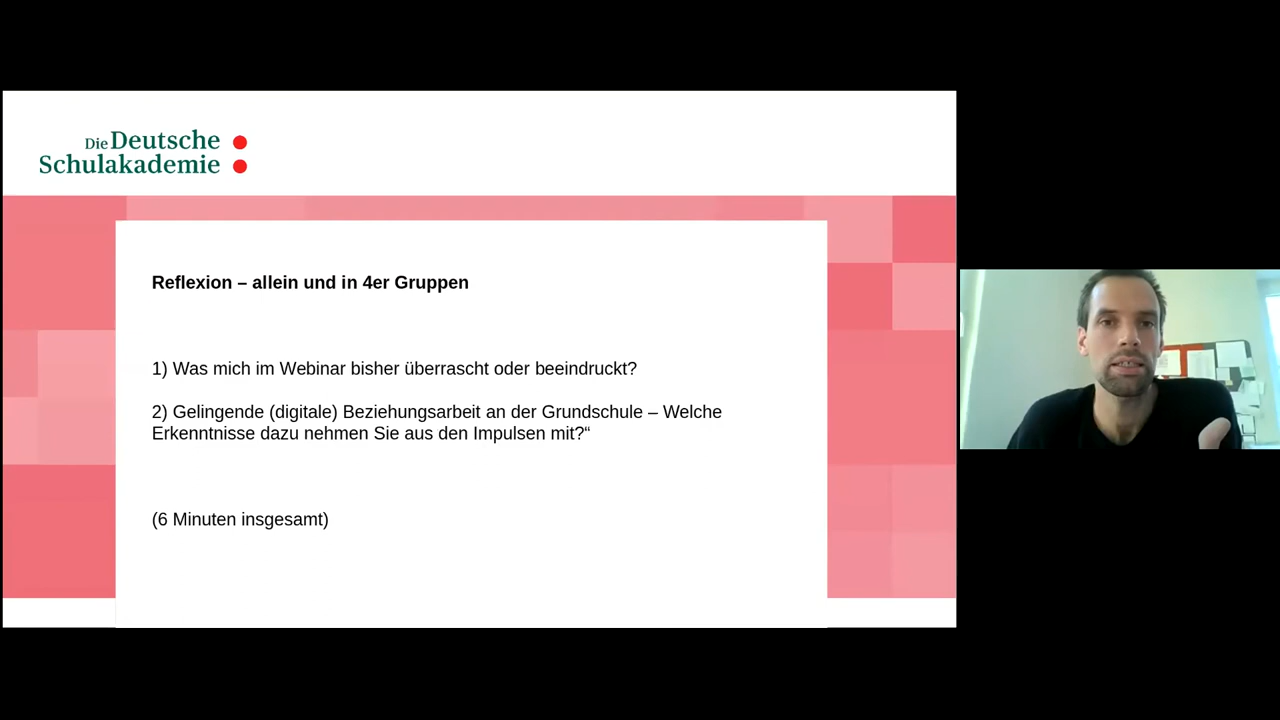 Die Deutsche
Schulakademie
Reflexion – allein und in 4er Gruppen
1) Was mich im Webinar bisher überrascht oder beeindruckt?
2) Gelingende (digitale) Beziehungsarbeit an der Grundschule – Welche
Erkenntnisse dazu nehmen Sie aus den Impulsen mit?“
(6 Minuten insgesamt)